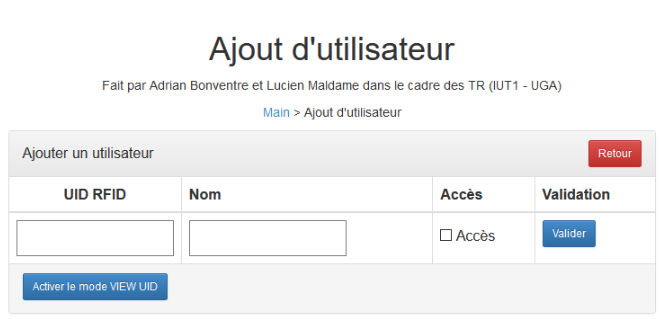 Ajout d'utilisateur
Fait par Adrian Bonventre et Lucien Maldame dans le cadre des TR (IUT1 - UGA)
Main > Ajout d'utilisateur
Ajouter un utilisateur Retour
UID RFID Nom Accès Validation
Accès Valider
Activer le mode VIEW UID